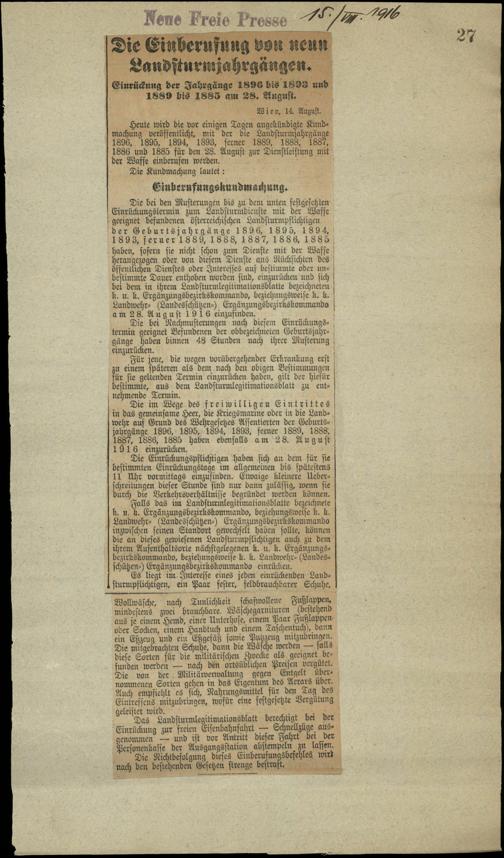 Neue Freie Presse 15./VIII. 1916
27
Die Einberufung von neun
Landsturmjahrgängen.
Einrückung der Jahrgänge 1896 bis 1893 und
1889 bis 1885 am 28. August.
Wien, 14. August.
Heute wird die vor einigen Tagen angekündigte Kund-
machung veröffentlicht, mit der die Landsturmjahrgänge
1896, 1895, 1894, 1893, ferner 1889, 1888, 1887,
1886 und 1885 für den 28. August zur Dienstleistung mit
der Waffe einberufen werden.
Die Kundmachung lautet:
Einberufungskundmachung.
Die bei den Musterungen bis zu dem unten festgesetzten
Einrückungstermin zum Landsturmdienste mit der Waffe
geeignet befundenen österreichischen Landsturmpflichtigen
der Geburtsjahrgänge 1896, 1895, 1894,
1893, ferner 1889, 1888, 1887, 1886, 1885
haben, sofern sie nicht schon zum Dienste mit der Waffe
herangezogen oder von diesem Dienste aus Rücksichten des
öffentlichen Dienstes oder Interesses auf bestimmte oder un-
bestimmte Dauer enthoben worden sind, einzurücken und sich
bei dem in ihrem Landsturmlegitimationsblatte bezeichneten
k. u. k. Ergänzungsbezirkskommando, beziehungsweise k. k.
Landwehr- (Landesschützen-) Ergänzungsbezirkskommando
am 28. August 1916 einzufinden.
Die bei Nachmusterungen nach diesem Einrückungs-
termin geeignet Befundenen der obbezeichneten Geburtsjahr-
gänge haben binnen 48 Stunden nach ihrer Musterung
einzurücken.
Für jene, die wegen vorübergehender Erkrankung erst
zu einem späteren als dem nach den obigen Bestimmungen
für sie geltenden Termin einzurücken haben, gilt der hiefür
bestimmte, aus dem Landsturmlegitimationsblatt zu ent-
nehmende Termin.
Die im Wege des freiwilligen Eintrittes
in das gemeinsame Heer, die Kriegsmarine oder in die Land-
wehr auf Grund des Wehrgesetzes Assentierten der Geburts-
jahrgänge 1896, 1895, 1894, 1893, ferner 1889, 1888,
1887, 1886, 1885 haben ebenfalls am 28. August
1916 einzurücken.
Die Einrückungspflichtigen haben sich an dem für sie
bestimmten Einrückungstage im allgemeinen bis spätestens
11 Uhr vormittags einzufinden. Etwaige kleinere Ueber-
schreitungen dieser Stunde sind nur dann zulässig, wenn sie
durch die Verkehrsverhältnisse begründet werden können.
Falls das im Landsturmlegitimationsblatte bezeichnete
k. u. k. Ergänzungsbezirkskommando, beziehungsweise k. k.
Landwehr- (Landesschützen-) Ergänzungsbezirkskommando
inzwischen seinen Standort gewechselt haben sollte, können
die an dieses gewiesenen Landsturmpflichtigen auch zu dem
ihrem Aufenthaltsorte nächstgelegenen k. u. k. Ergänzungs-
bezirkskommando, beziehungsweise k. k. Landwehr-(Landes-
schützen-) Ergänzungsbezirkskommando einrücken.
Es liegt im Interesse eines jeden einrückenden Land-
sturmpflichtigen, ein Paar fester, feldbrauchbarer Schuhe,
Wollwäsche, nach Tunlichkeit schafwollene Fußlappen,
mindestens zwei brauchbare Wäschegarnituren (bestehend
aus je einem Hemd, einer Unterhose, einem Paar Fußlappen
oder Socken, einem Handtuch und einem Taschentuch), dann
ein Eßzeug und ein Eßgefäß sowie Putzzeug mitzubringen.
Die mitgebrachten Schuhe, dann die Wäsche werden — falls
diese Sorten für die militärischen Zwecke als geeignet be-
funden werden — nach den ortsüblichen Preisen vergütet.
Die von der Militärverwaltung gegen Entgelt über-
nommenen Sorten gehen in das Eigentum des Aerars über.
Auch empfiehlt es sich, Nahrungsmittel für den Tag des
Eintreffens mitzubringen, wofür eine festgesetzte Vergütung
geleistet wird.
Das Landsturmlegitimationsblatt berechtigt bei der
Einrückung zur freien Eisenbahnfahrt — Schnellzüge aus-
genommen — und ist vor Antritt dieser Fahrt bei der
Personenkasse der Ausgangsstation abstempeln zu lassen.
Die Nichtbefolgung dieses Einberufungsbefehles wird
nach den bestehenden Gesetzen strenge bestraft.